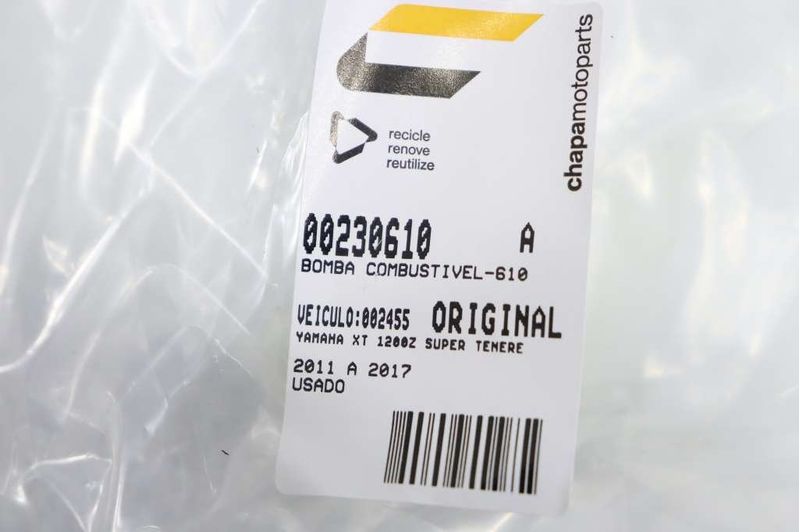 chapamotoparts
recicle
renove
reutilize
00230610 A
BOMBA COMBUSTIVEL-610
VEICULO:002455 ORIGINAL
YAMAHA XT 1200Z SUPER TENERE
2011 A 2017
USADO